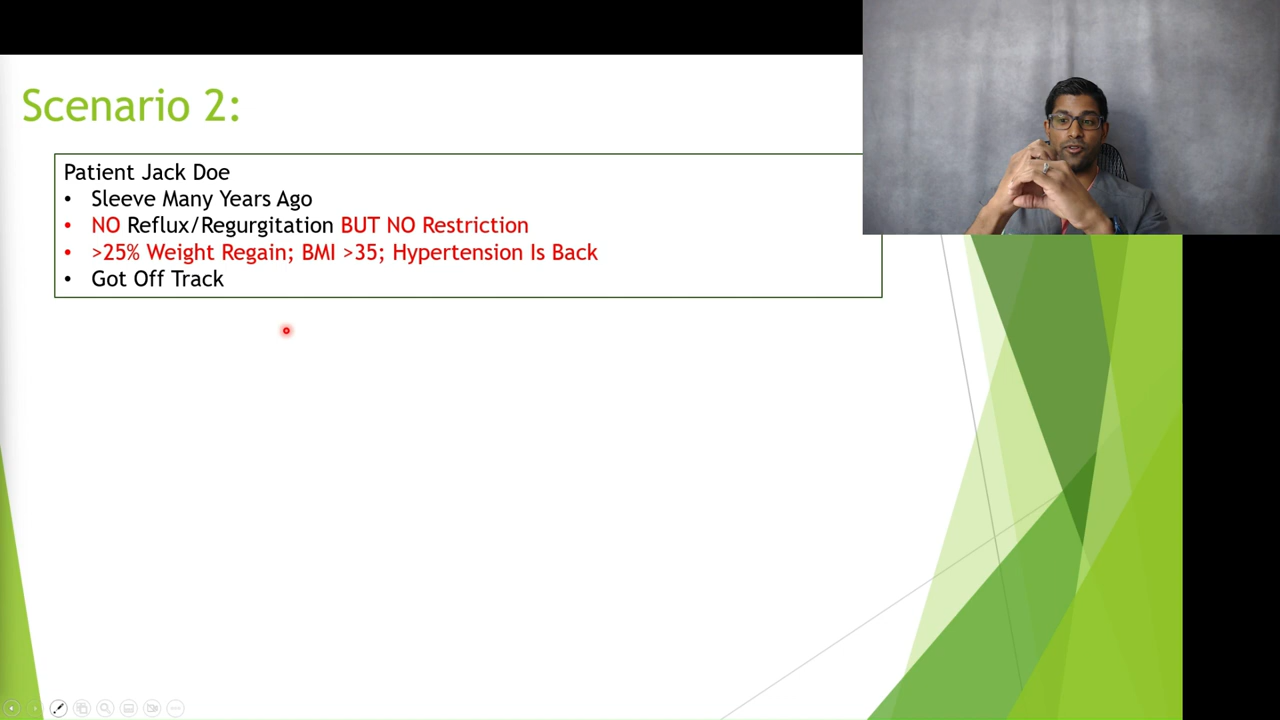 Scenario 2:
Patient Jack Doe
• Sleeve Many Years Ago
• NO Reflux/Regurgitation BUT NO Restriction
• >25% Weight Regain; BMI >35; Hypertension Is Back
• Got Off Track